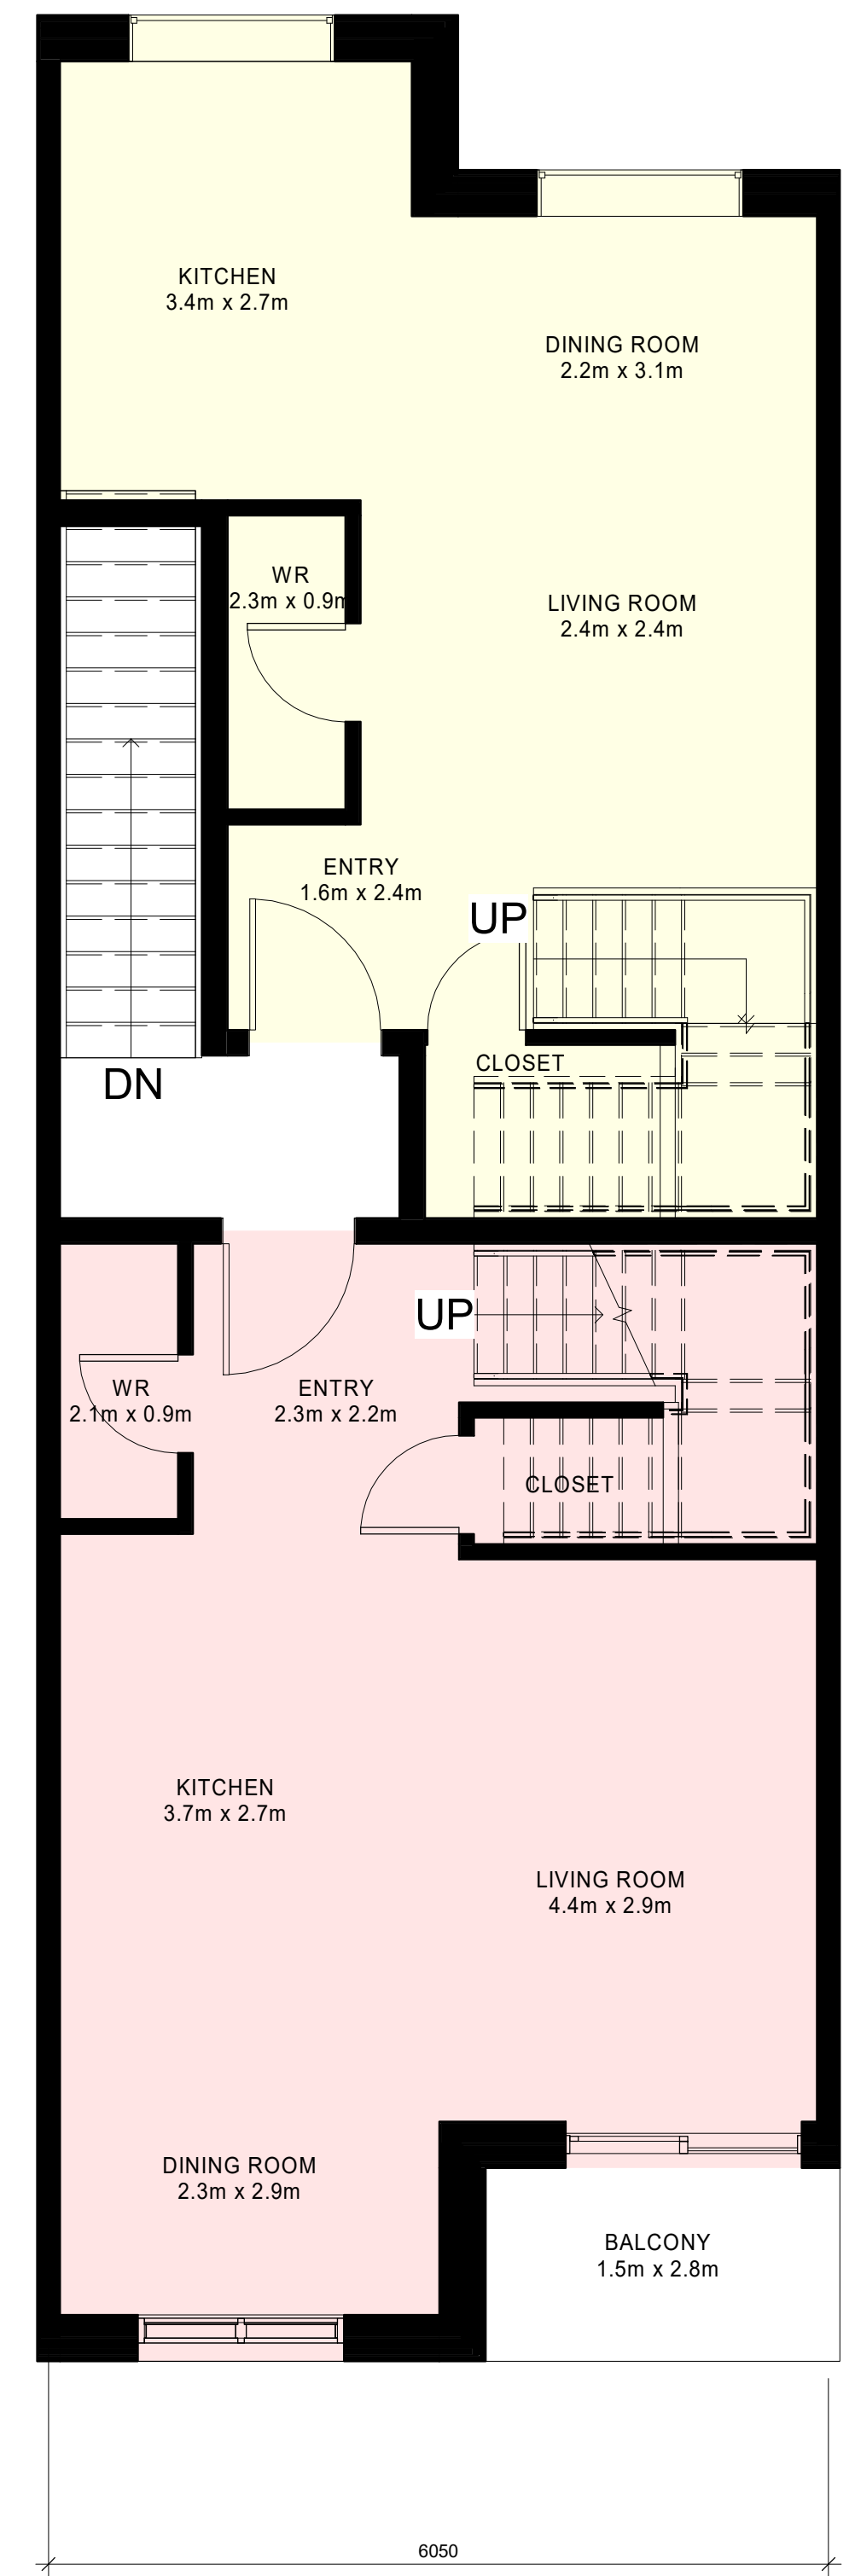 KITCHEN
3.4m x 2.7m
DINING ROOM
2.2m x 3.1m
WR
2.3m x 0.9m
LIVING ROOM
2.4m x 2.4m
ENTRY
1.6m x 2.4m
UP
CLOSET
DN
UP
WR
2.1m x 0.9m
ENTRY
2.3m x 2.2m
CLOSET
KITCHEN
3.7m x 2.7m
LIVING ROOM
4.4m x 2.9m
DINING ROOM
2.3m x 2.9m
BALCONY
1.5m x 2.8m
6050